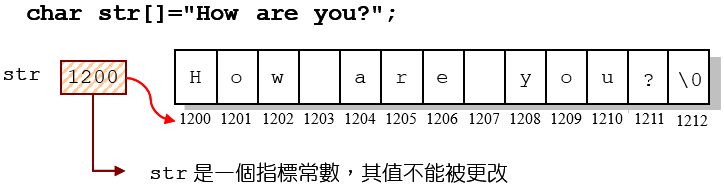 char str[]="How are you?";
str 1200 H o w a r e y o u ? \0
1200 1201 1202 1203 1204 1205 1206 1207 1208 1209 1210 1211 1212
str 是一個指標常數，其值不能被更改